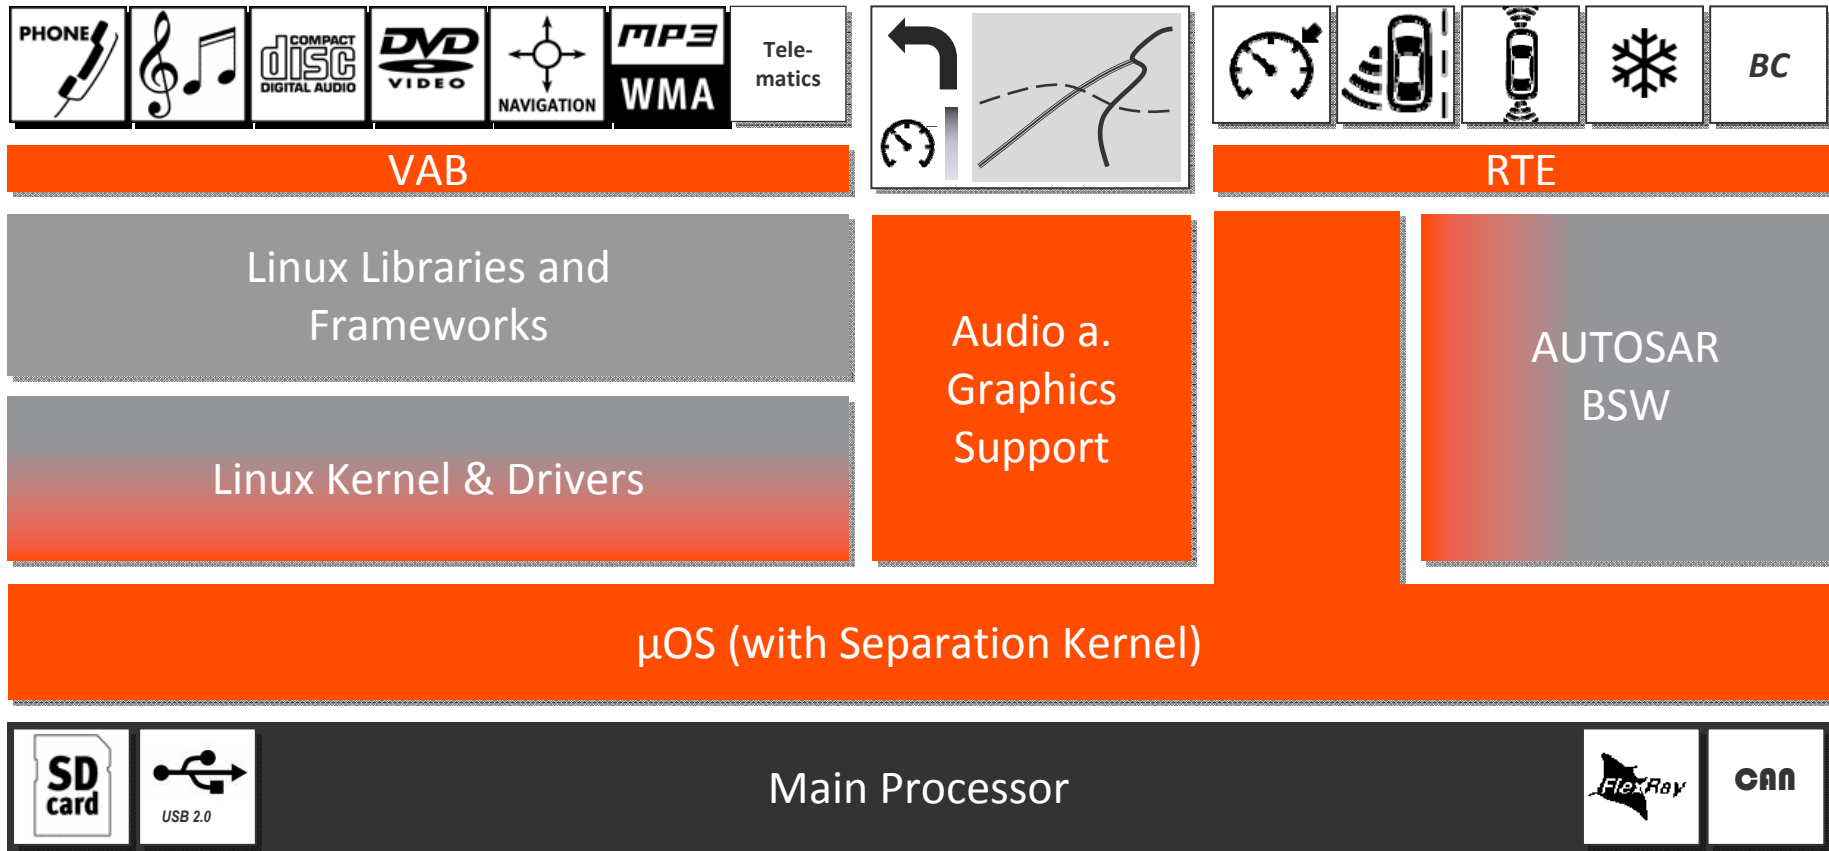 PHONE
COMPACT
disc
DIGITAL AUDIO
DVD
VIDEO
NAVIGATION
MP3
WMA
Tele-
matics
BC
VAB
RTE
Linux Libraries and
Frameworks
Linux Kernel & Drivers
Audio a.
Graphics
Support
AUTOSAR
BSW
µOS (with Separation Kernel)
SD
card
USB 2.0
Main Processor
FlexRay
CAN